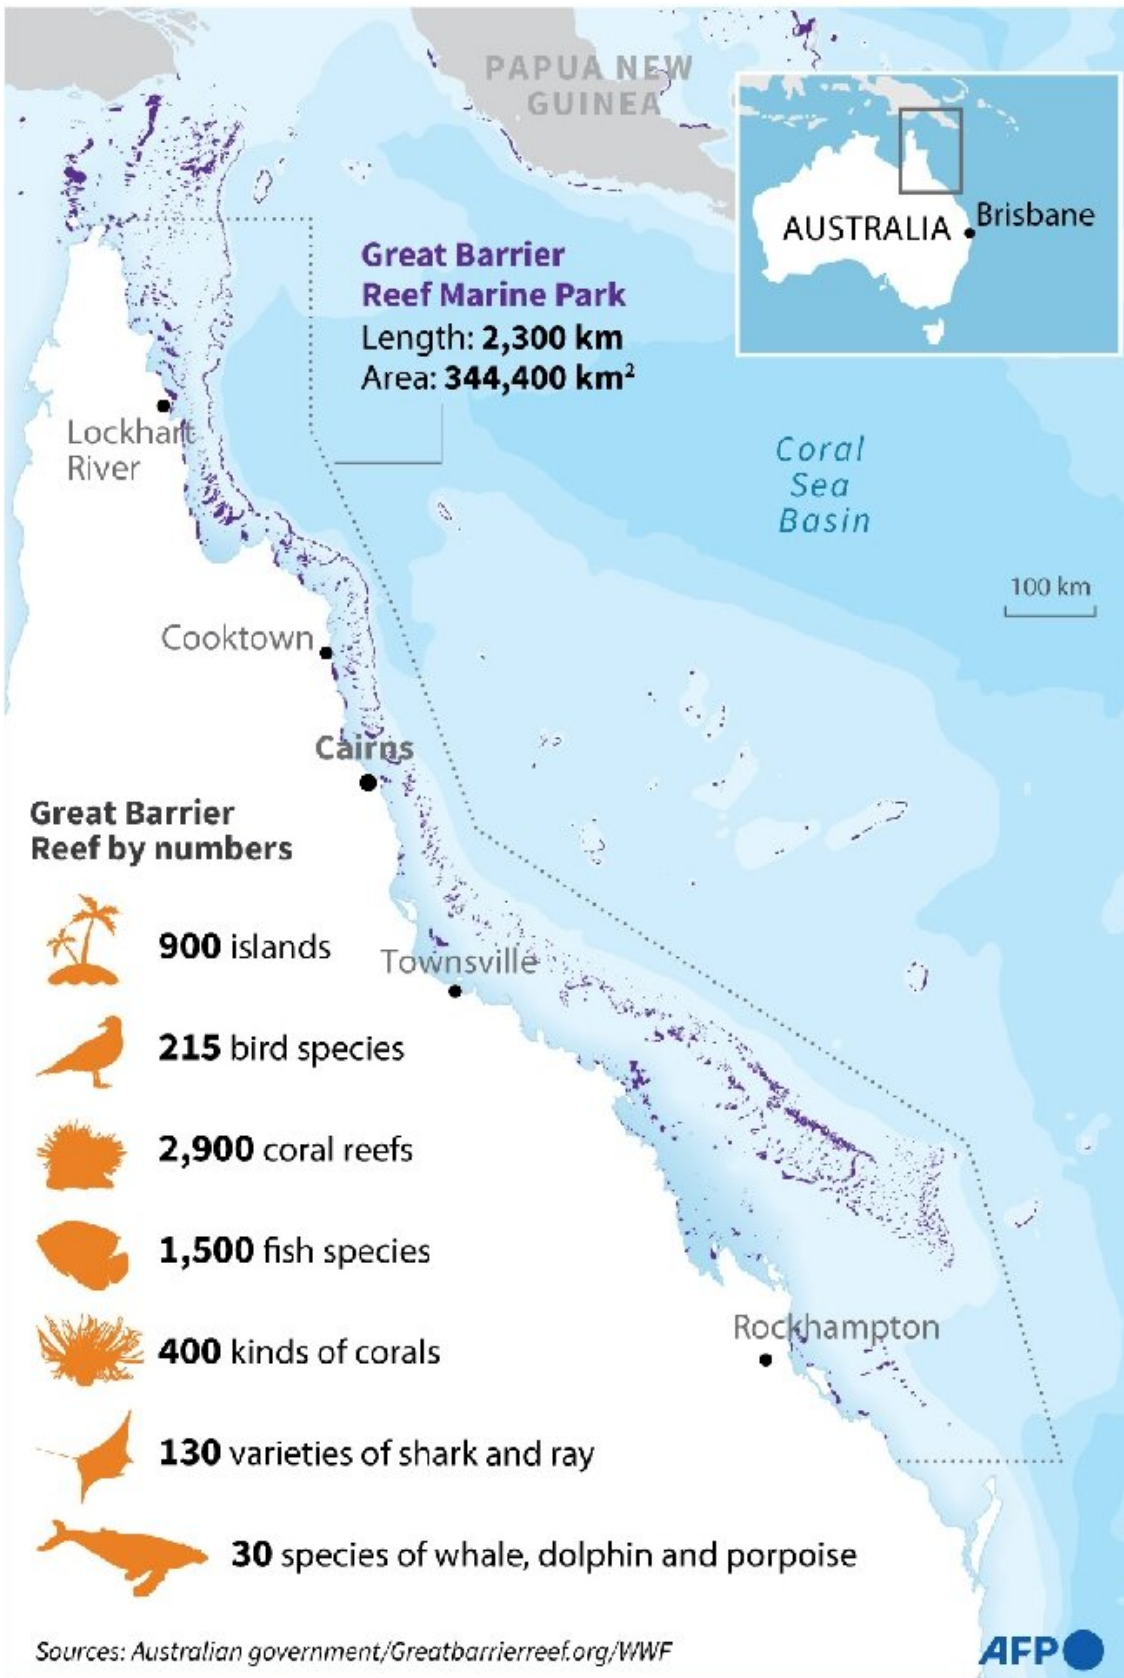 PAPUA NEW
GUINEA
AUSTRALIA
Brisbane
Great Barrier
Reef Marine Park
Length: 2,300 km
Area: 344,400 km²
Lockhart
River
Coral
Sea
Basin
100 km
Cooktown
Cairns
Great Barrier
Reef by numbers
900 islands
Townsville
215 bird species
2,900 coral reefs
1,500 fish species
Rockhampton
400 kinds of corals
130 varieties of shark and ray
30 species of whale, dolphin and porpoise
Sources: Australian government/Greatbarrierreef.org/WWF
AFP